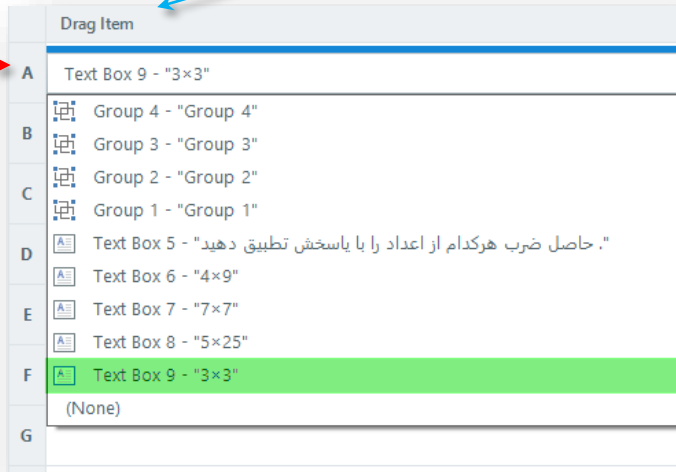 Drag Item
A
Text Box 9 - "3×3"
Group 4 - "Group 4"
B
Group 3 - "Group 3"
Group 2 - "Group 2"
C
Group 1 - "Group 1"
D
Text Box 5 - "حاصل ضرب هرکدام از اعداد را با یاسخش تطبیق دهید ."
Text Box 6 - "4×9"
E
Text Box 7 - "7×7"
Text Box 8 - "5×25"
F
Text Box 9 - "3×3"
(None)
G